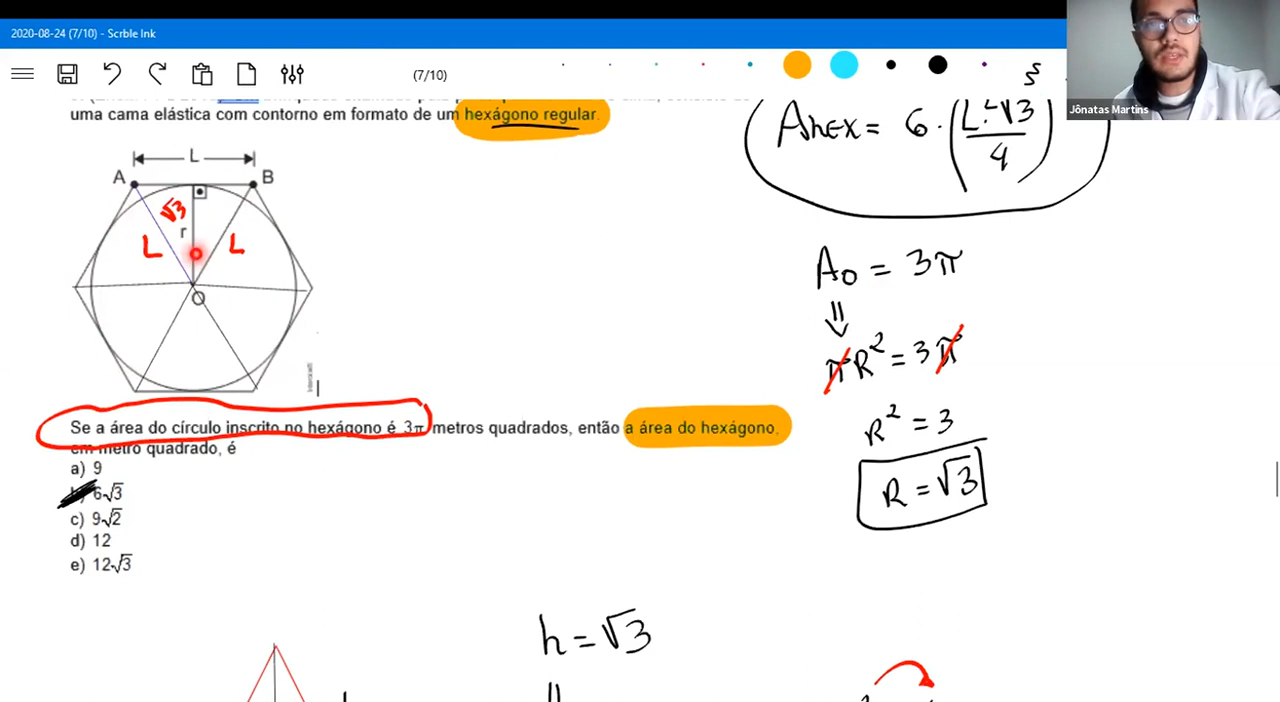 2020-08-24 (7/10) - Scrble Ink
(7/10)
Jônatas Martins
uma cama elástica com contorno em formato de um hexágono regular.
L
A
B
√3
r
L
L
O
Se a área do círculo inscrito no hexágono é 3π metros quadrados, então a área do hexágono,
em metro quadrado, é
a) 9
6√3
c) 9√2
d) 12
e) 12√3
AHEX = 6 · (L²√3/4)
A₀ = 3π
⇓
πR² = 3π
R² = 3
R = √3
h = √3